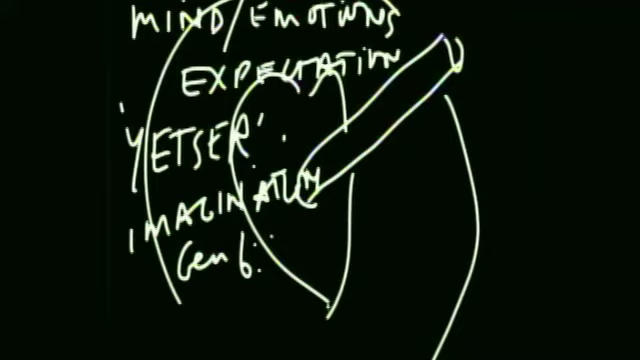 MIND/EMOTIONS
EXPECTATION
'YETSER'
IMAGINATION
Gen 6: